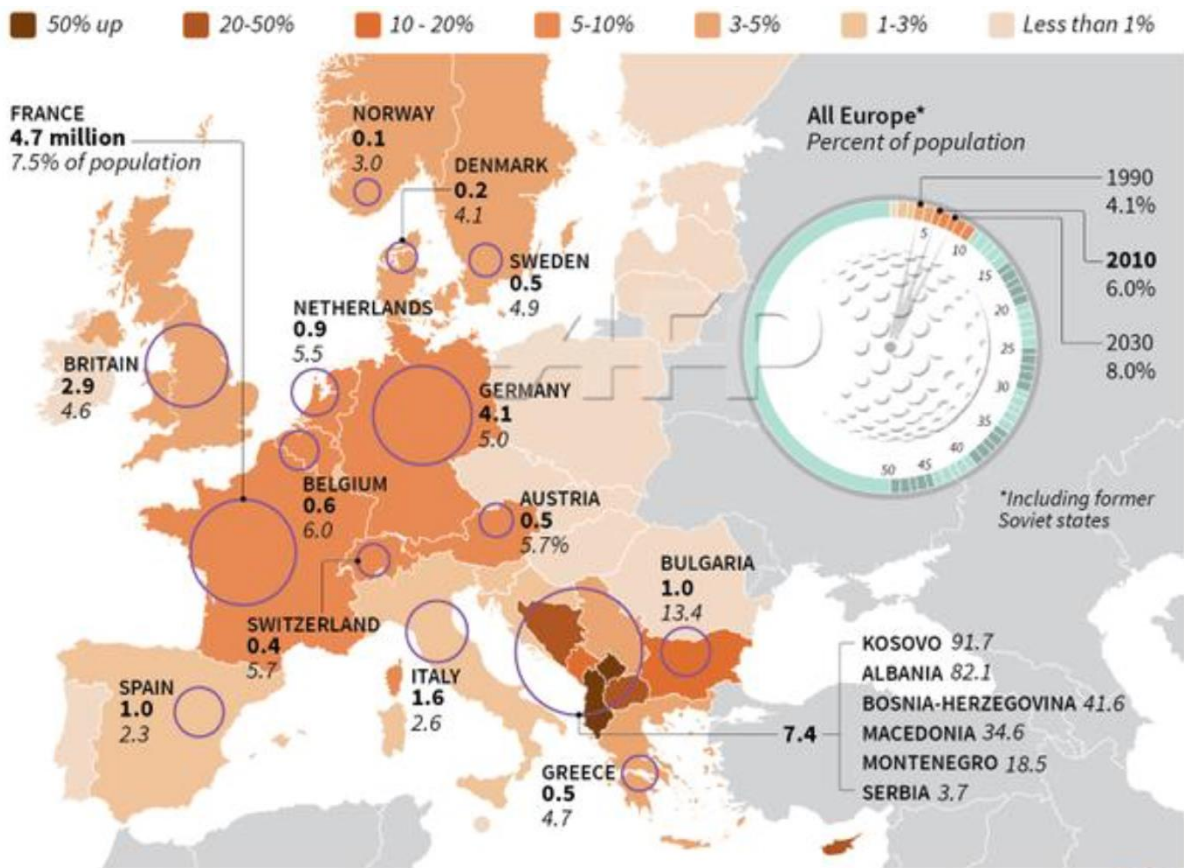 50% up 20-50% 10 - 20% 5-10% 3-5% 1-3% Less than 1%
FRANCE
4.7 million
7.5% of population
NORWAY
0.1
3.0
DENMARK
0.2
4.1
SWEDEN
0.5
4.9
NETHERLANDS
0.9
5.5
BRITAIN
2.9
4.6
GERMANY
4.1
5.0
BELGIUM
0.6
6.0
AUSTRIA
0.5
5.7%
BULGARIA
1.0
13.4
SWITZERLAND
0.4
5.7
ITALY
1.6
2.6
SPAIN
1.0
2.3
GREECE
0.5
4.7
All Europe*
Percent of population
1990
4.1%
2010
6.0%
2030
8.0%
5
10
15
20
25
30
35
40
45
50
*Including former
Soviet states
AFP
7.4
KOSOVO 91.7
ALBANIA 82.1
BOSNIA-HERZEGOVINA 41.6
MACEDONIA 34.6
MONTENEGRO 18.5
SERBIA 3.7